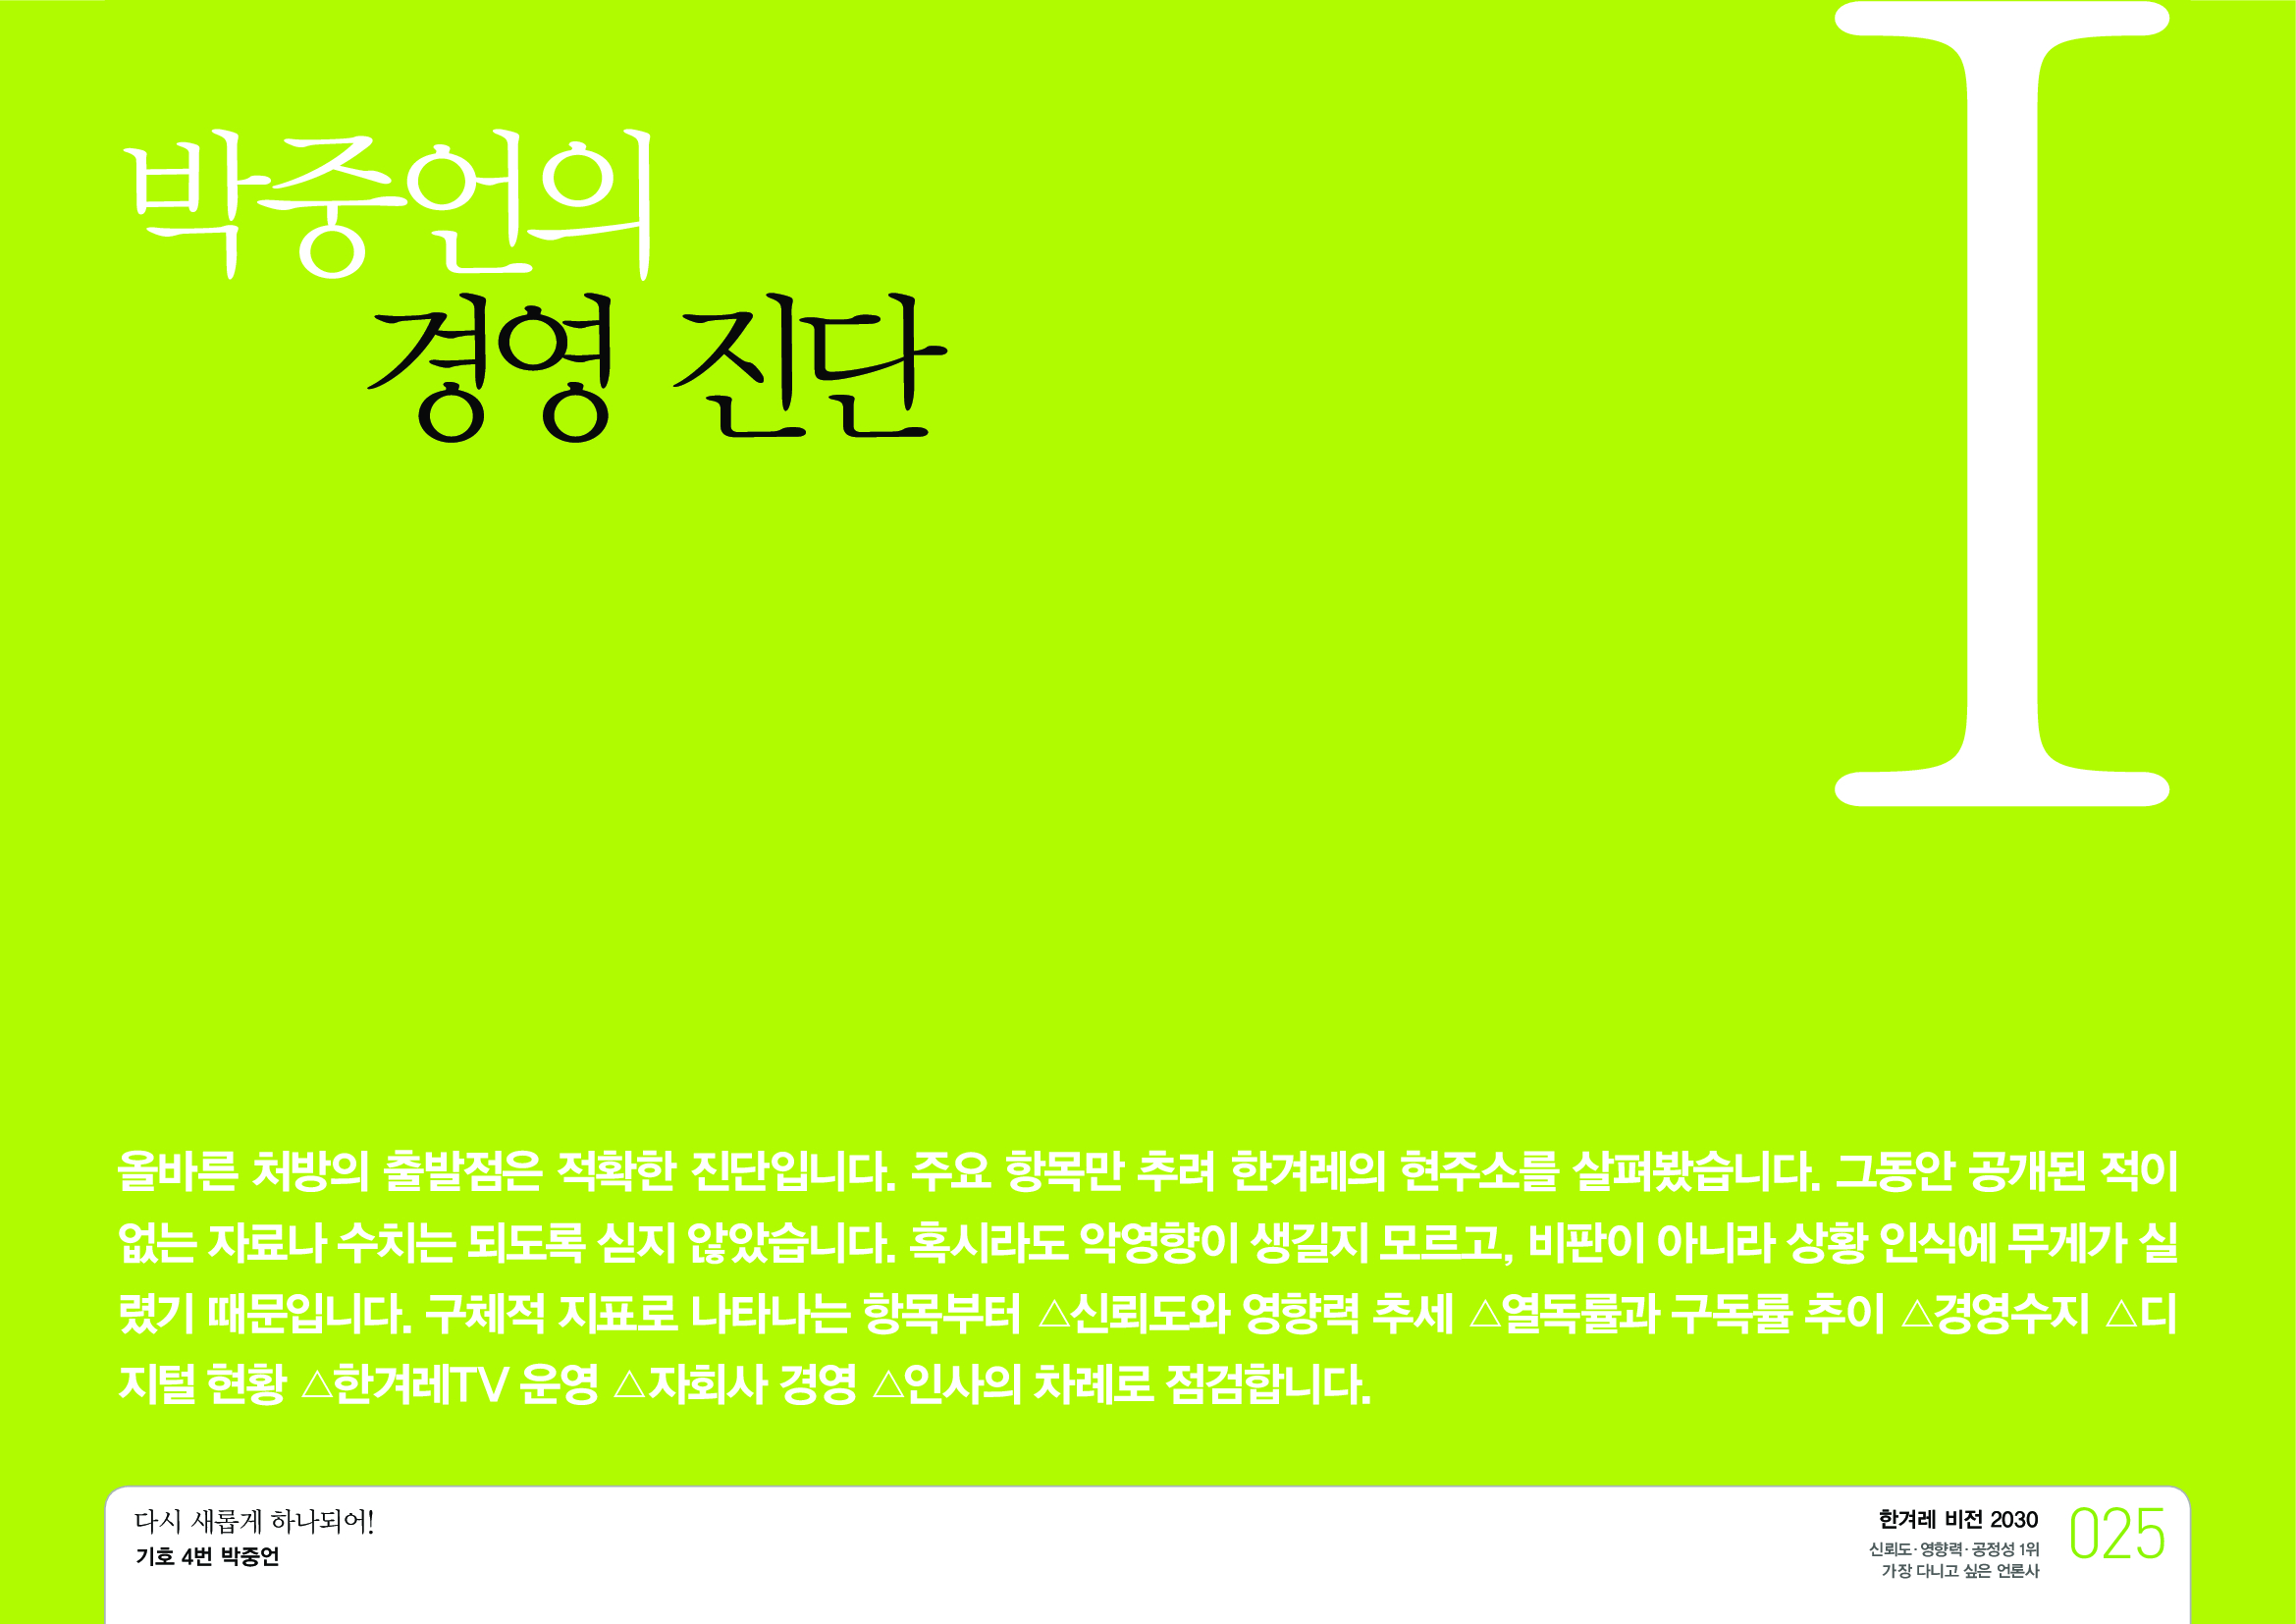 I
박중언의
경영 진단
올바른 처방의 출발점은 적확한 진단입니다. 주요 항목만 추려 한겨레의 현주소를 살펴봤습니다. 그동안 공개된 적이
없는 자료나 수치는 되도록 싣지 않았습니다. 혹시라도 악영향이 생길지 모르고, 비판이 아니라 상황 인식에 무게가 실
렸기 때문입니다. 구체적 지표로 나타나는 항목부터 △신뢰도와 영향력 추세 △열독률과 구독률 추이 △경영수지 △디
지털 현황 △한겨레TV 운영 △자회사 경영 △인사의 차례로 점검합니다.
다시 새롭게 하나되어!
기호 4번 박중언
한겨레 비전 2030
신뢰도·영향력·공정성 1위
가장 다니고 싶은 언론사
025